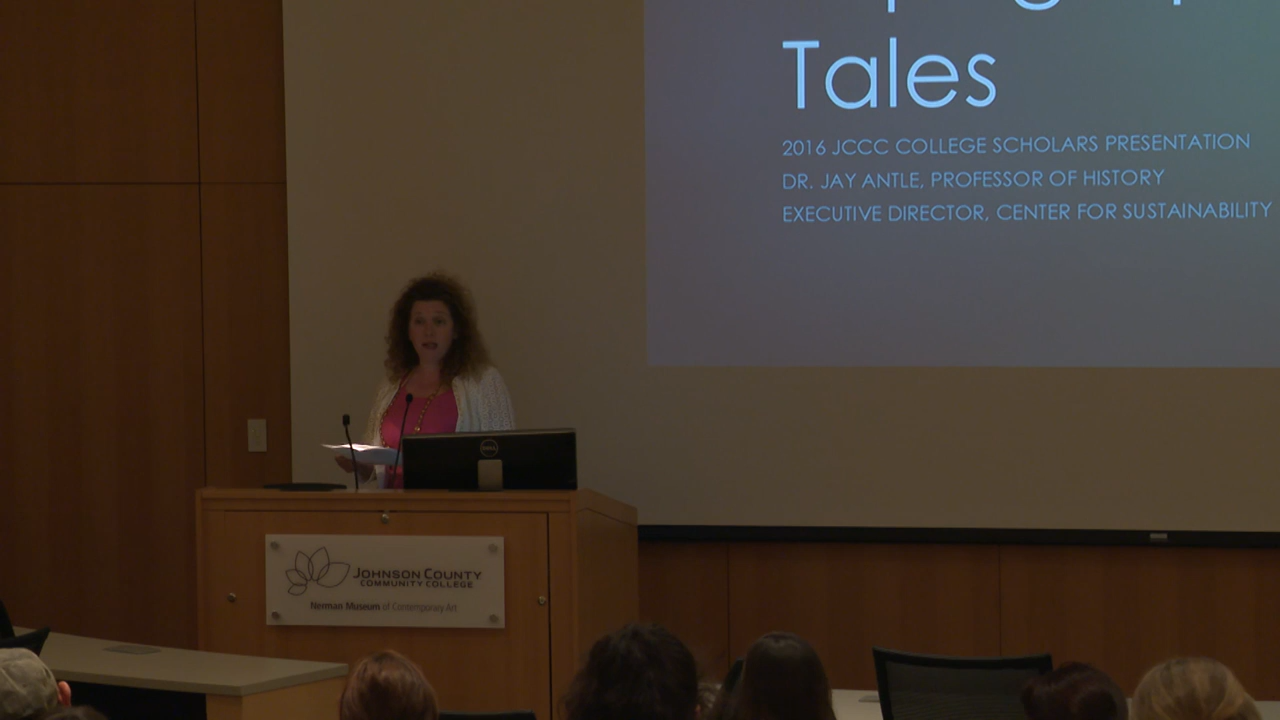 Tales
2016 JCCC COLLEGE SCHOLARS PRESENTATION
DR. JAY ANTLE, PROFESSOR OF HISTORY
EXECUTIVE DIRECTOR, CENTER FOR SUSTAINABILITY
DELL
JOHNSON COUNTY
COMMUNITY COLLEGE
Nerman Museum of Contemporary Art